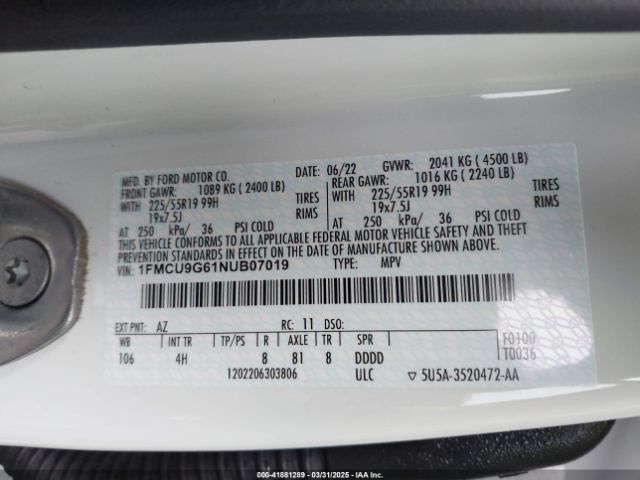 MFD. BY FORD MOTOR CO.
DATE: 06/22 GVWR: 2041 KG ( 4500 LB)
FRONT GAWR: 1089 KG ( 2400 LB) REAR GAWR: 1016 KG ( 2240 LB)
WITH 225/55R19 99H TIRES WITH 225/55R19 99H TIRES
19x7.5J RIMS 19x7.5J RIMS
AT 250 kPa/ 36 PSI COLD AT 250 kPa/ 36 PSI COLD
THIS VEHICLE CONFORMS TO ALL APPLICABLE FEDERAL MOTOR VEHICLE SAFETY AND THEFT PREVENTION
STANDARDS IN EFFECT ON THE DATE OF MANUFACTURE SHOWN ABOVE.
VIN: 1FMCU9G61NUB07019 TYPE: MPV
EXT PNT: AZ RC: 11 DSO:
WB INT TR TP/PS R AXLE TR SPR F0100
106 4H 8 81 8 DDDD T0036
1202206303806 ULC ▽ 5U5A-3520472-AA
000-41881289 - 03/31/2025 - IAAI.COM